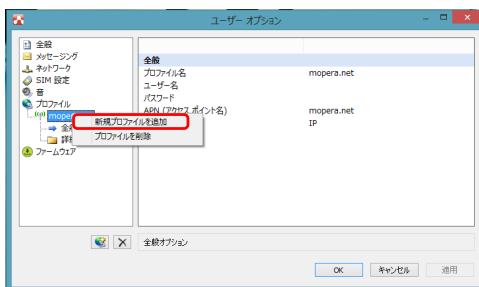 ユーザー オプション
全般
メッセージング
ネットワーク
SIM 設定
音
プロファイル
mope
全
詳
ファームウェア
新規プロファイルを追加
プロファイルを削除
全般
プロファイル名 mopera.net
ユーザー名
パスワード
APN (アクセス ポイント名) mopera.net
IP
全般オプション
OK キャンセル 適用